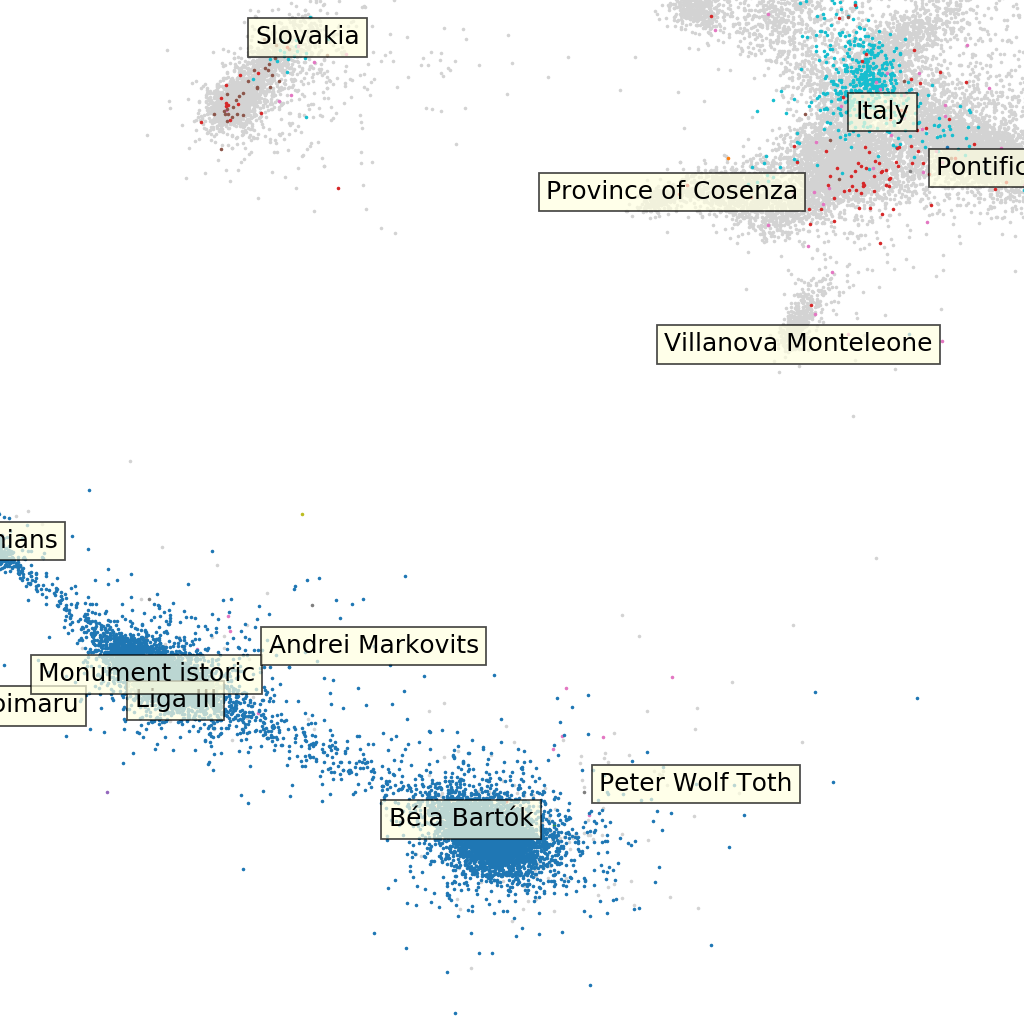 Slovakia
Italy
Pontific
Province of Cosenza
Villanova Monteleone
nians
Andrei Markovits
Monument istoric
oimaru
Liga III
Peter Wolf Toth
Béla Bartók